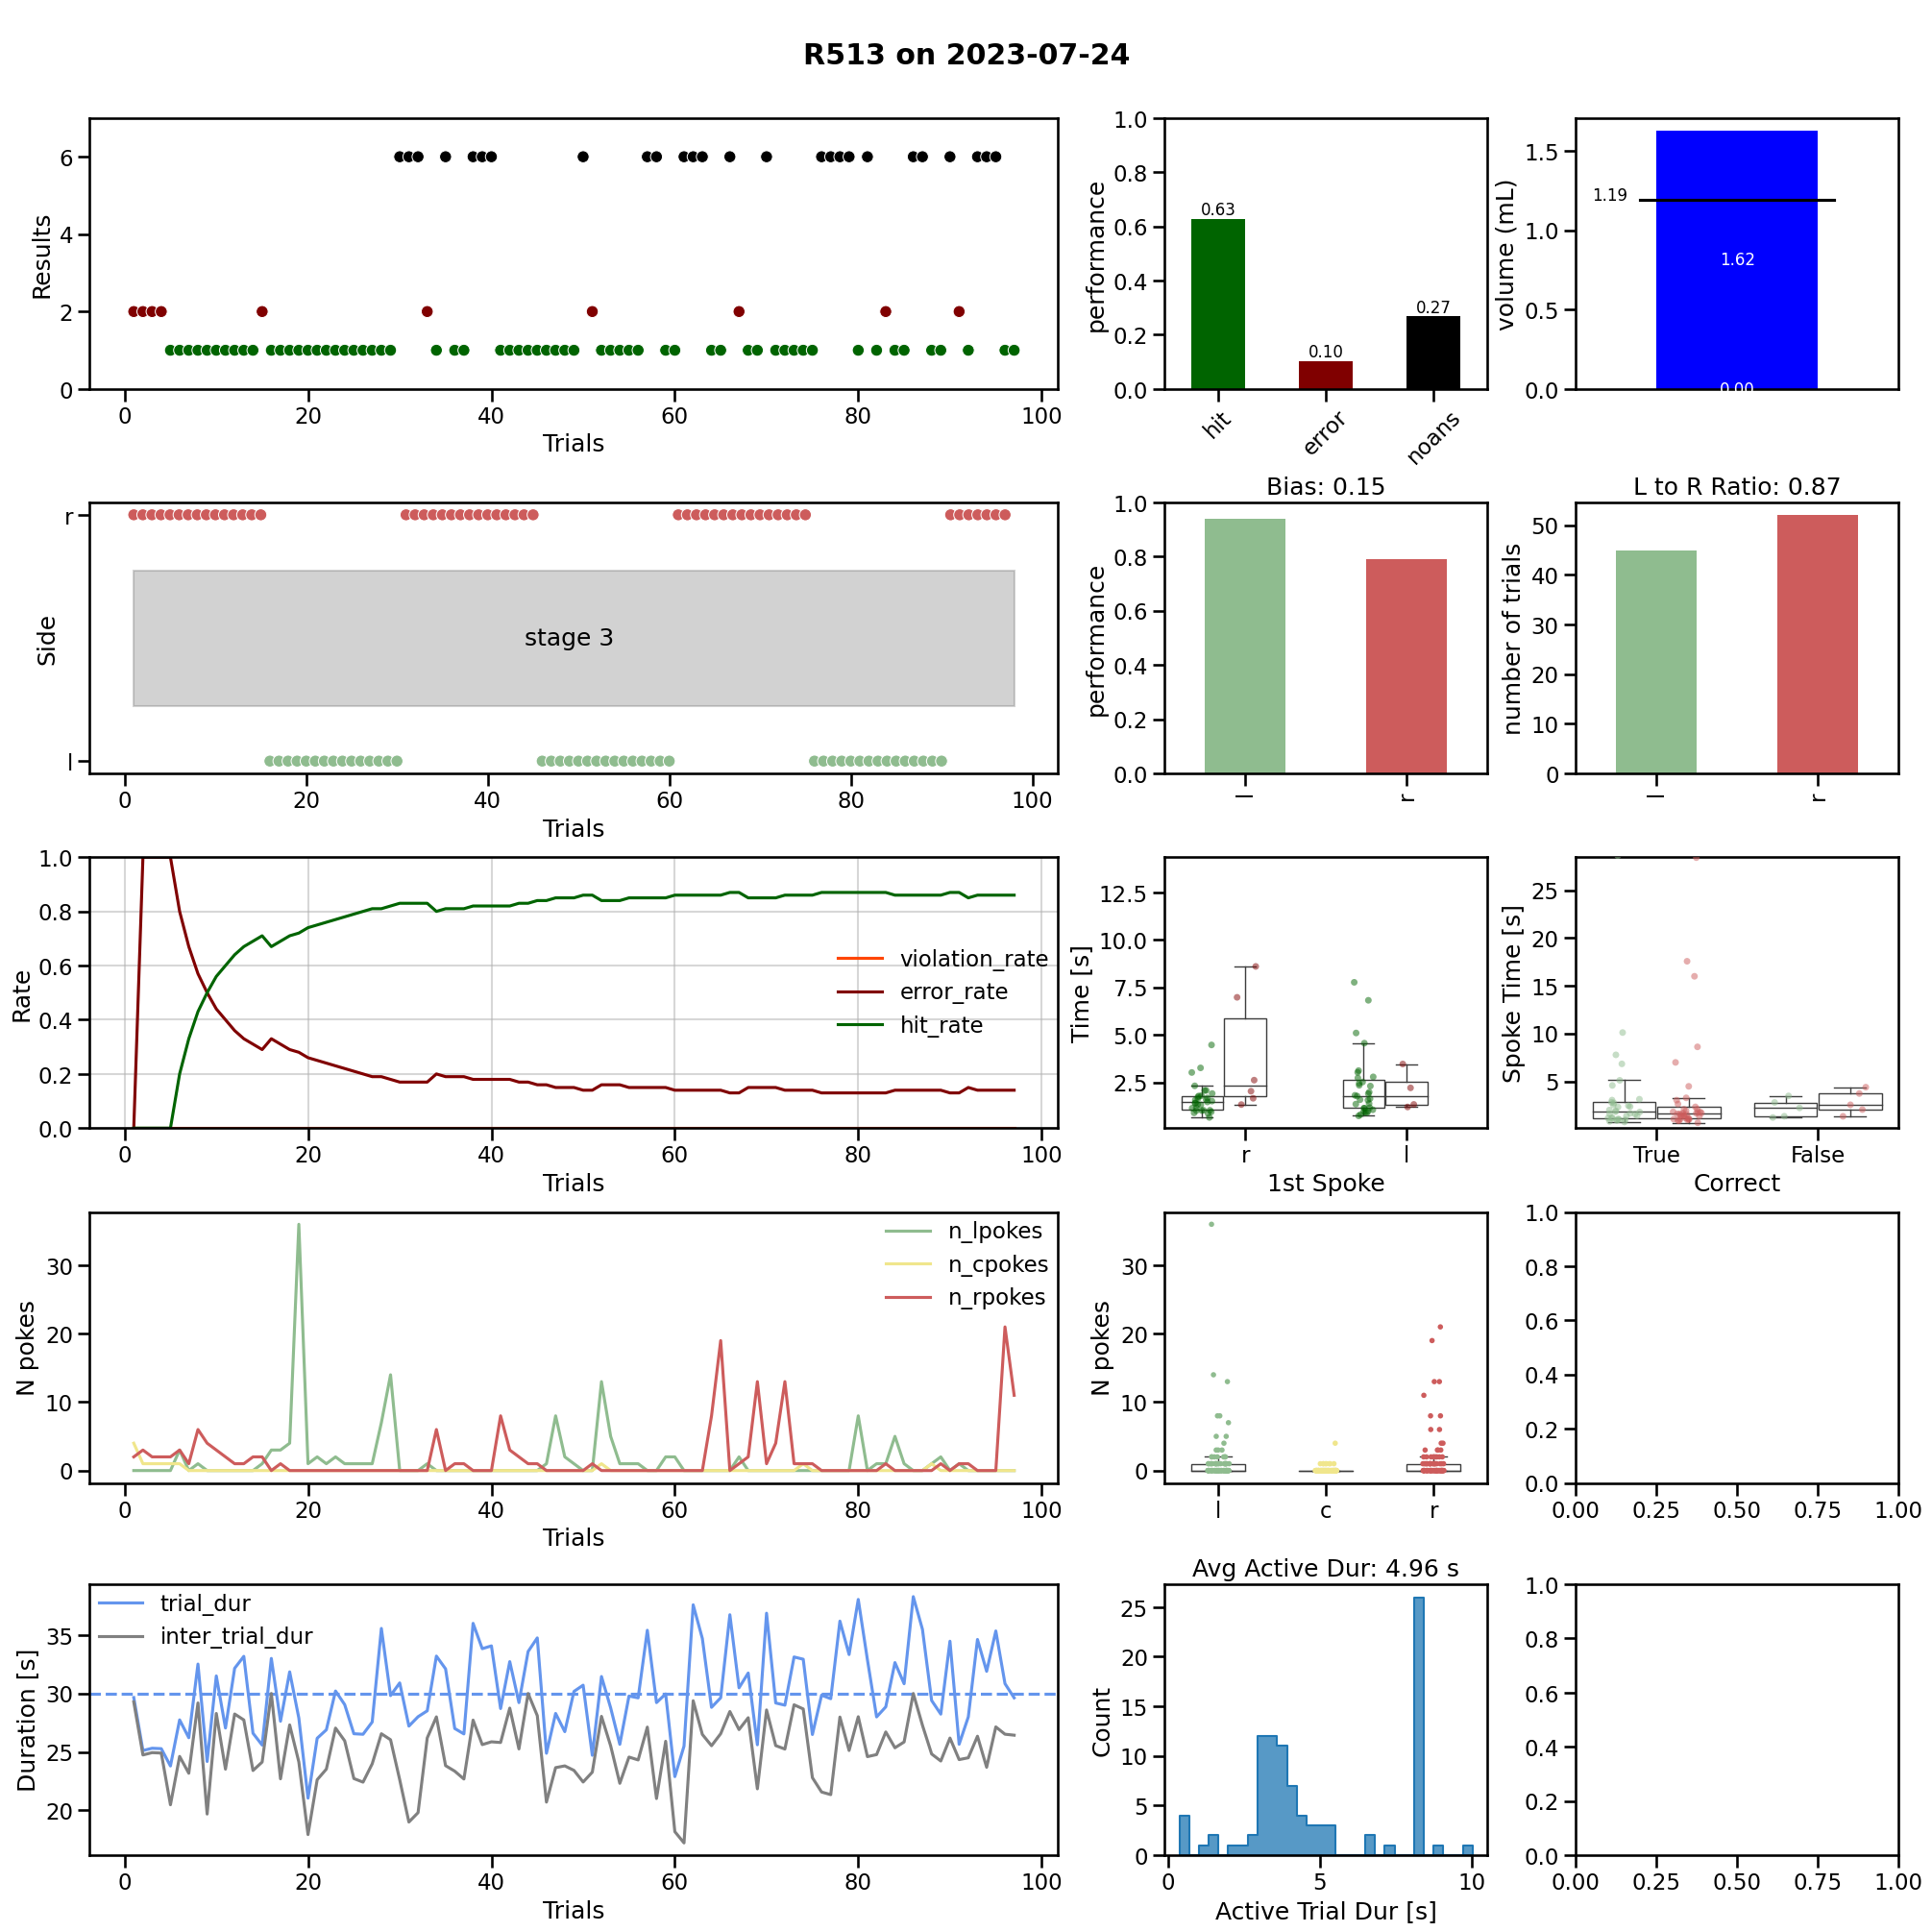 R513 on 2023-07-24
Results
6
4
2
0
0 20 40 60 80 100
Trials
performance
1.0
0.8
0.6
0.4
0.2
0.0
0.63
0.10
0.27
hit
error
noans
volume (mL)
1.5
1.0
0.5
0.0
1.19
1.62
0.00
Side
r
l
stage 3
0 20 40 60 80 100
Trials
Bias: 0.15
performance
1.0
0.8
0.6
0.4
0.2
0.0
l r
L to R Ratio: 0.87
number of trials
50
40
30
20
10
0
l r
Rate
1.0
0.8
0.6
0.4
0.2
0.0
violation_rate
error_rate
hit_rate
0 20 40 60 80 100
Trials
Time [s]
12.5
10.0
7.5
5.0
2.5
r l
1st Spoke
Spoke Time [s]
25
20
15
10
5
True False
Correct
N pokes
30
20
10
0
n_lpokes
n_cpokes
n_rpokes
0 20 40 60 80 100
Trials
N pokes
30
20
10
0
l c r
1.0
0.8
0.6
0.4
0.2
0.0
0.00 0.25 0.50 0.75 1.00
Duration [s]
35
30
25
20
trial_dur
inter_trial_dur
0 20 40 60 80 100
Trials
Avg Active Dur: 4.96 s
Count
25
20
15
10
5
0
0 5 10
Active Trial Dur [s]
1.0
0.8
0.6
0.4
0.2
0.0
0.00 0.25 0.50 0.75 1.00